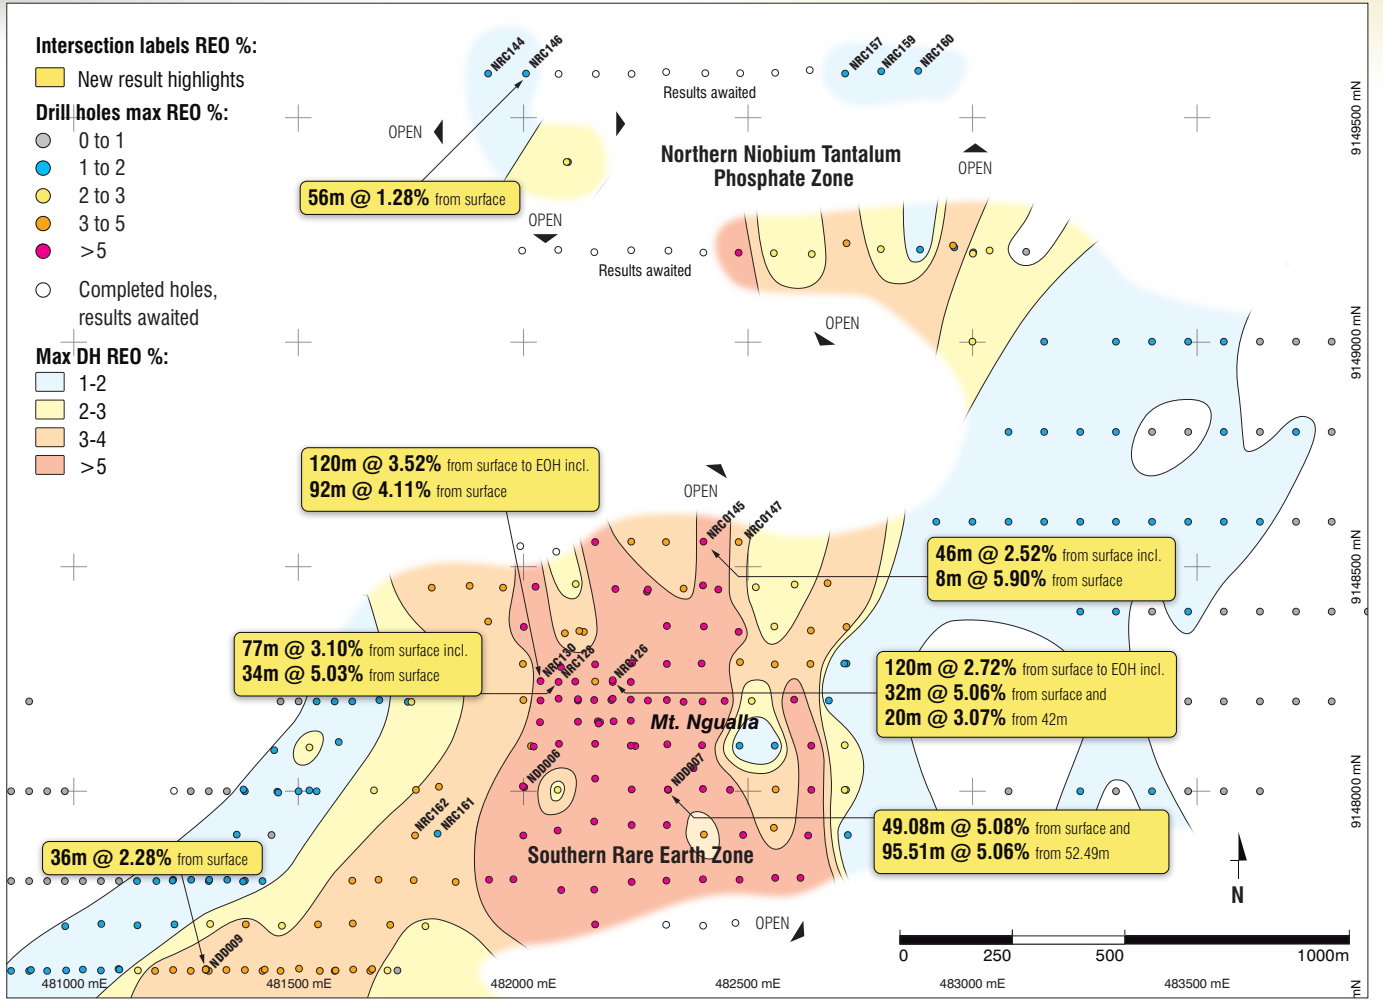 Intersection labels REO %:
New result highlights
Drill holes max REO %:
0 to 1
1 to 2
2 to 3
3 to 5
>5
Completed holes,
results awaited
Max DH REO %:
1-2
2-3
3-4
>5
NRC144
NRC146
NRC157
NRC159
NRC160
Results awaited
OPEN
Northern Niobium Tantalum
Phosphate Zone
OPEN
56m @ 1.28% from surface
OPEN
Results awaited
OPEN
9149500 mN
9149000 mN
120m @ 3.52% from surface to EOH incl.
92m @ 4.11% from surface
OPEN
NRC0145
NRC0147
46m @ 2.52% from surface incl.
8m @ 5.90% from surface
9148500 mN
77m @ 3.10% from surface incl.
34m @ 5.03% from surface
NRC130
NRC128
NRC126
120m @ 2.72% from surface to EOH incl.
32m @ 5.06% from surface and
20m @ 3.07% from 42m
Mt. Ngualla
NDD006
NDD007
NRC162
NRC161
9148000 mN
49.08m @ 5.08% from surface and
95.51m @ 5.06% from 52.49m
36m @ 2.28% from surface
Southern Rare Earth Zone
N
OPEN
NDD009
0 250 500 1000m
481000 mE 481500 mE 482000 mE 482500 mE 483000 mE 483500 mE
mN